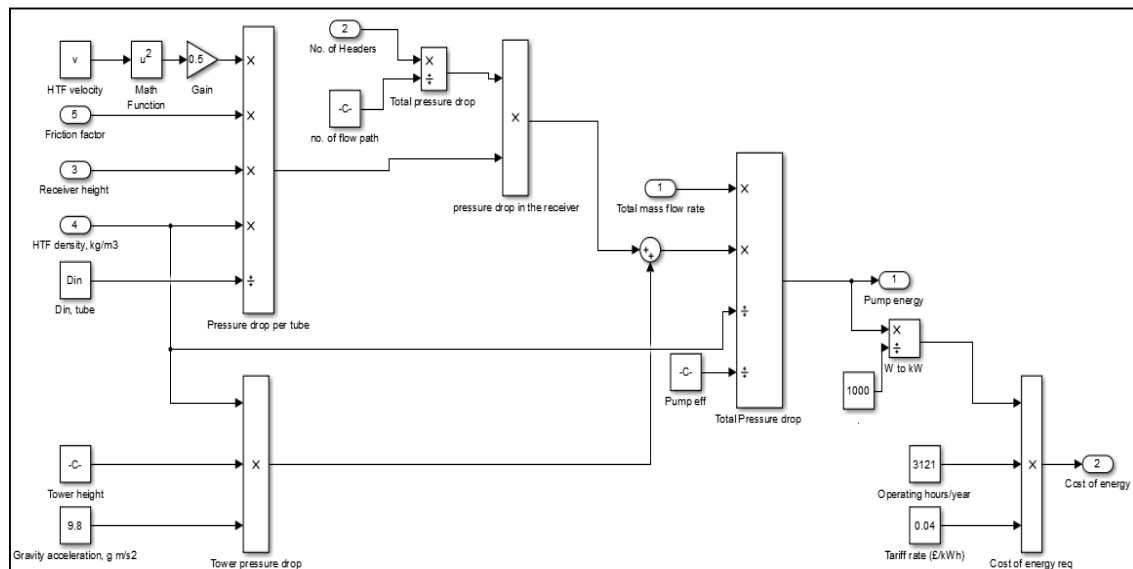 v
HTF velocity
u²
Math
Function
0.5
Gain
×
5
Friction factor
×
3
Receiver height
×
4
HTF density, kg/m3
×
Din
Din, tube
÷
Pressure drop per tube
2
No. of Headers
×
÷
Total pressure drop
-C-
no. of flow path
×
pressure drop in the receiver
1
Total mass flow rate
×
+
+
×
÷
-C-
Pump eff
÷
Total Pressure drop
1
Pump energy
×
÷
W to kW
1000
.
-C-
Tower height
×
9.8
Gravity acceleration, g m/s2
Tower pressure drop
3121
Operating hours/year
×
0.04
Tariff rate (£/kWh)
Cost of energy req
2
Cost of energy